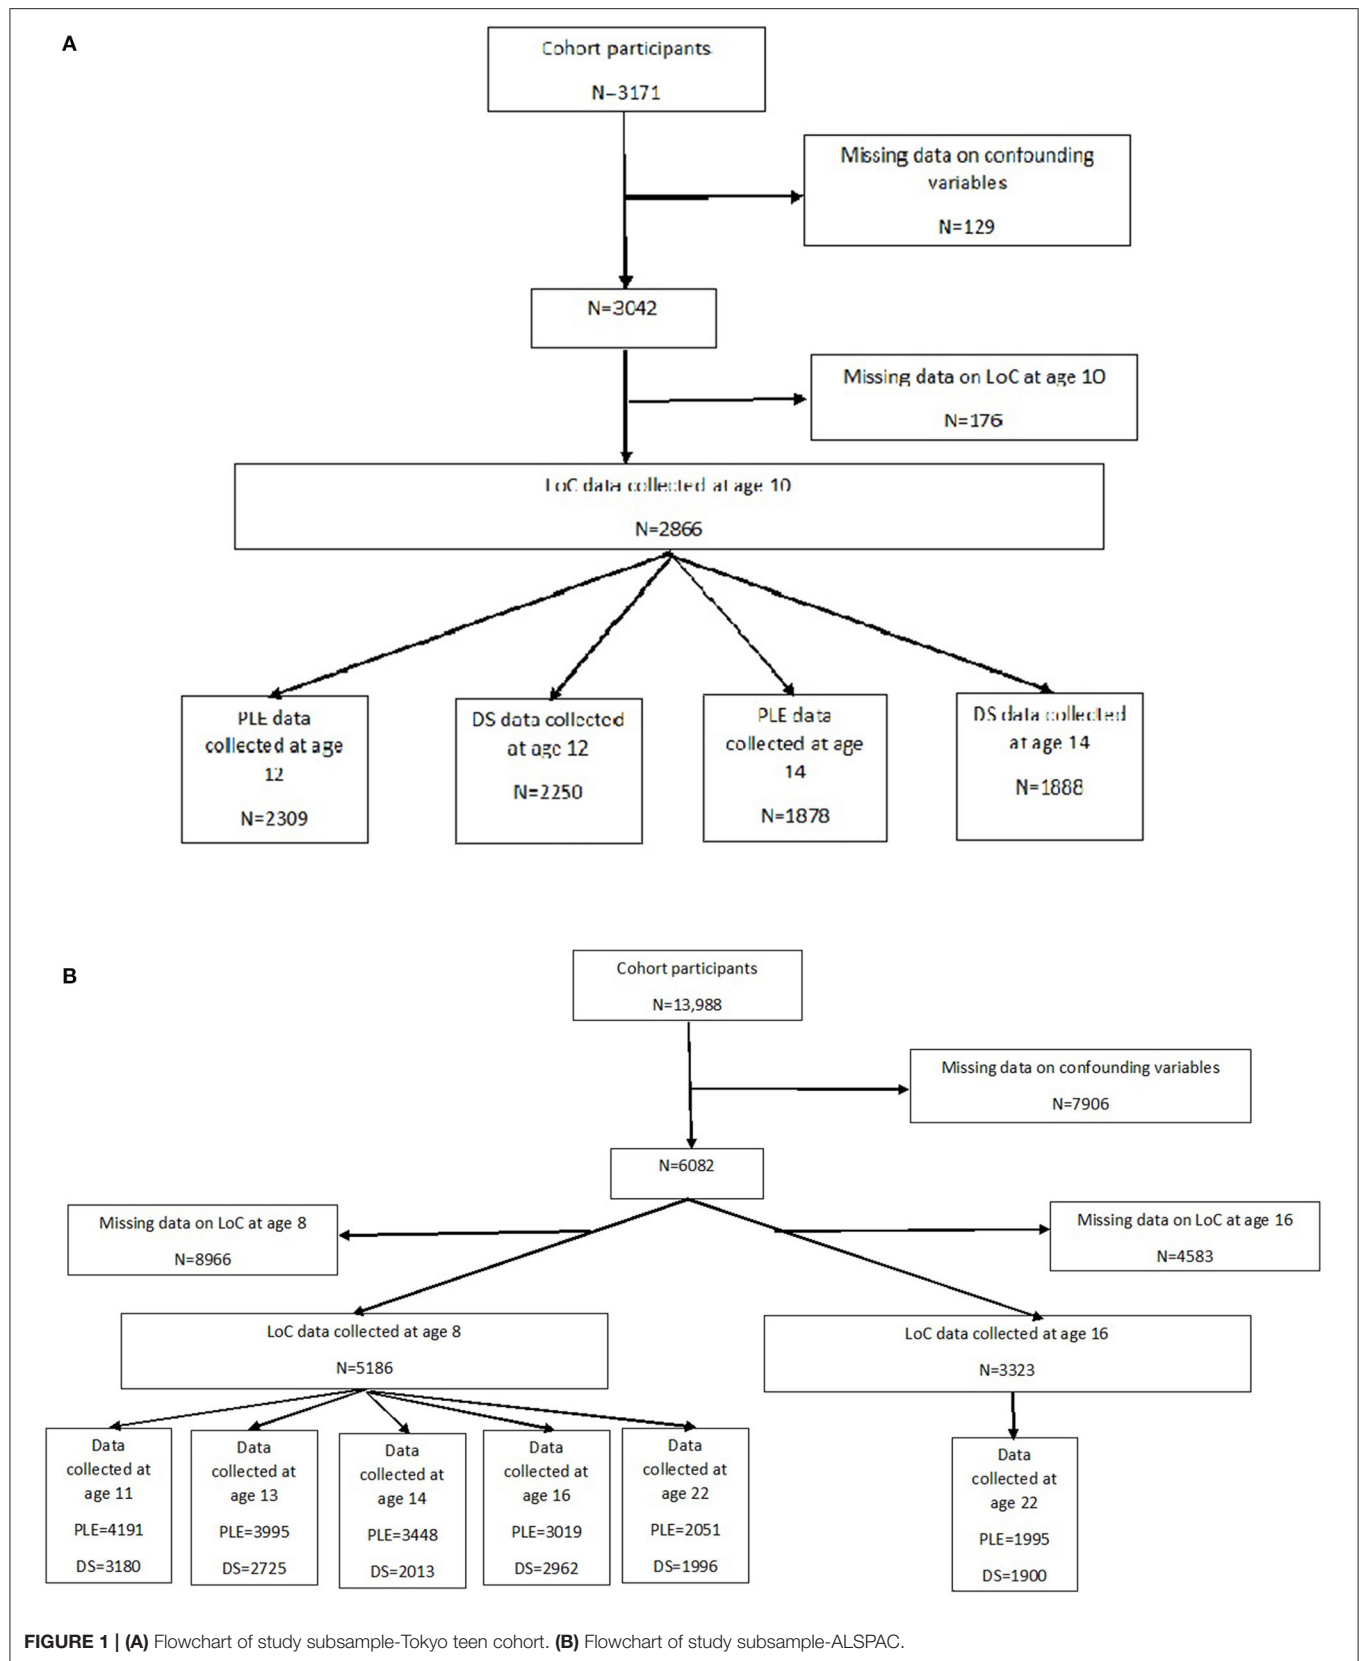 A
Cohort participants
N=3171
Missing data on confounding
variables
N=129
N=3042
Missing data on LoC at age 10
N=176
LoC data collected at age 10
N=2866
PLE data
collected at age
12
N=2309
DS data collected
at age 12
N=2250
PLE data
collected at age
14
N=1878
DS data collected
at age 14
N=1888
B
Cohort participants
N=13,988
Missing data on confounding variables
N=7906
N=6082
Missing data on LoC at age 8
N=8966
Missing data on LoC at age 16
N=4583
LoC data collected at age 8
N=5186
LoC data collected at age 16
N=3323
Data
collected at
age 11
PLE=4191
DS=3180
Data
collected at
age 13
PLE=3995
DS=2725
Data
collected at
age 14
PLE=3448
DS=2013
Data
collected at
age 16
PLE=3019
DS=2962
Data
collected at
age 22
PLE=2051
DS=1996
Data
collected at
age 22
PLE=1995
DS=1900
FIGURE 1 | (A) Flowchart of study subsample-Tokyo teen cohort. (B) Flowchart of study subsample-ALSPAC.